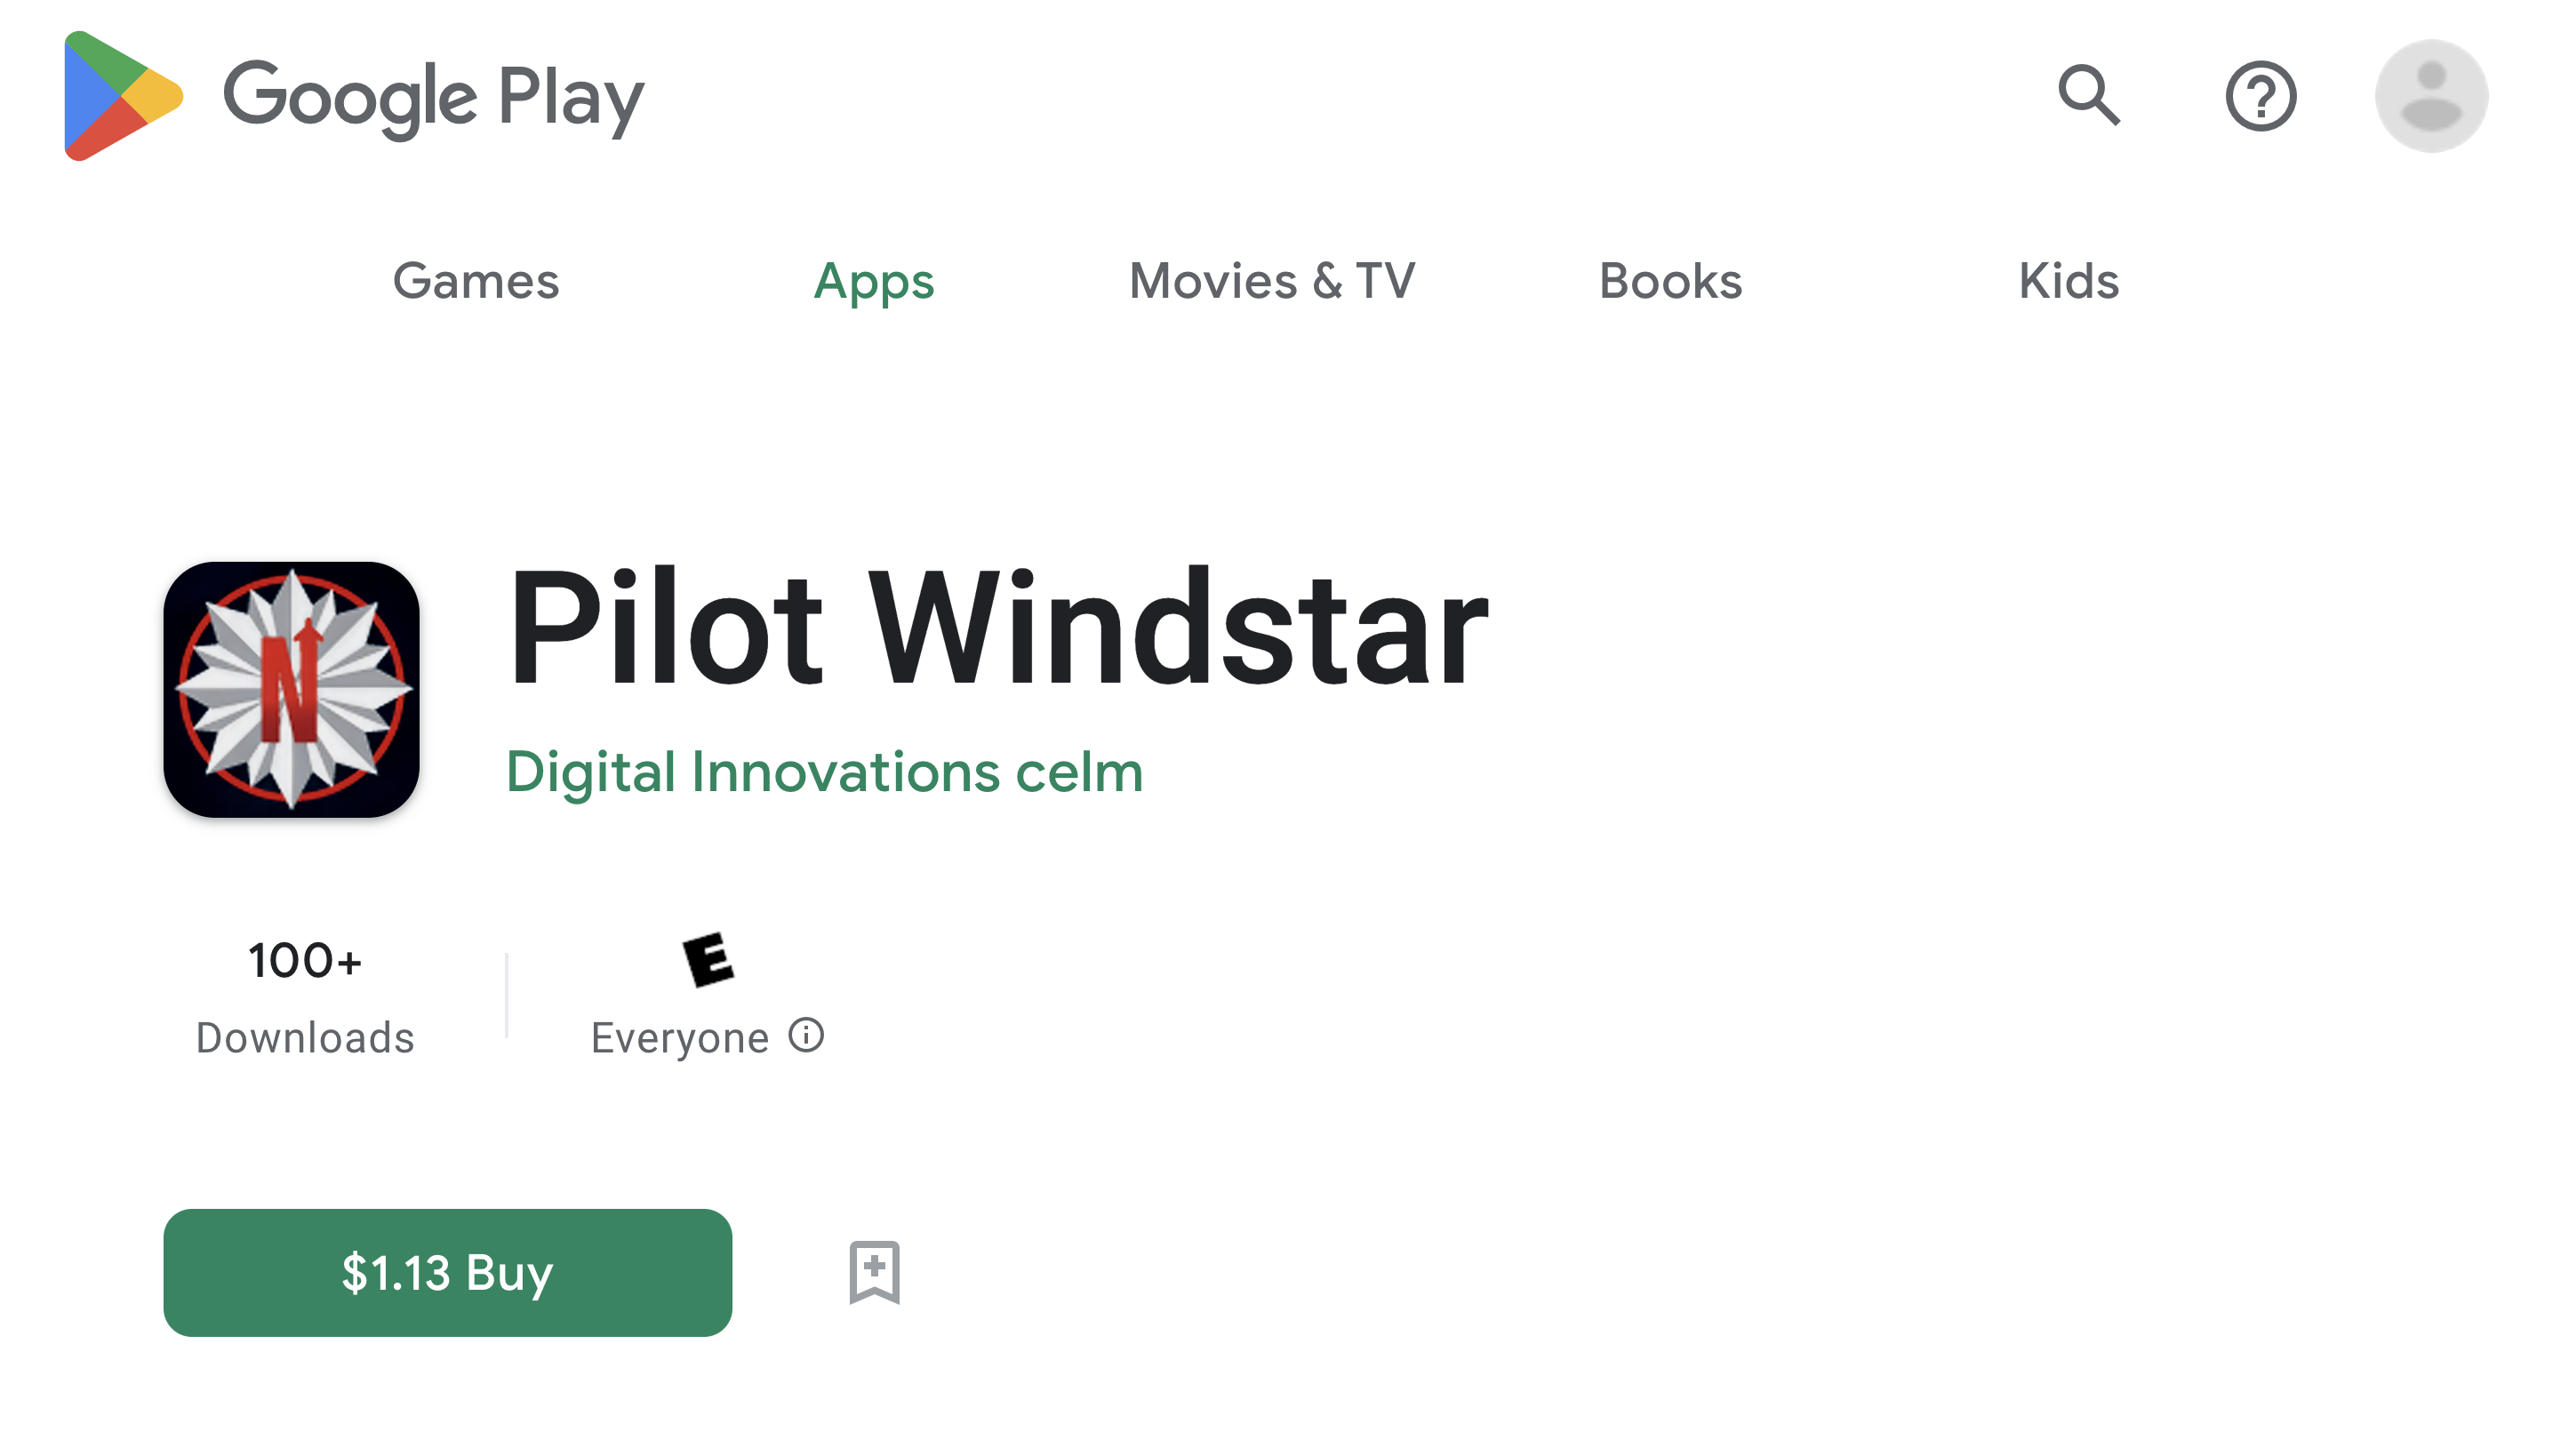 Google Play
Games Apps Movies & TV Books Kids
N
Pilot Windstar
Digital Innovations celm
100+
Downloads
E
Everyone
$1.13 Buy